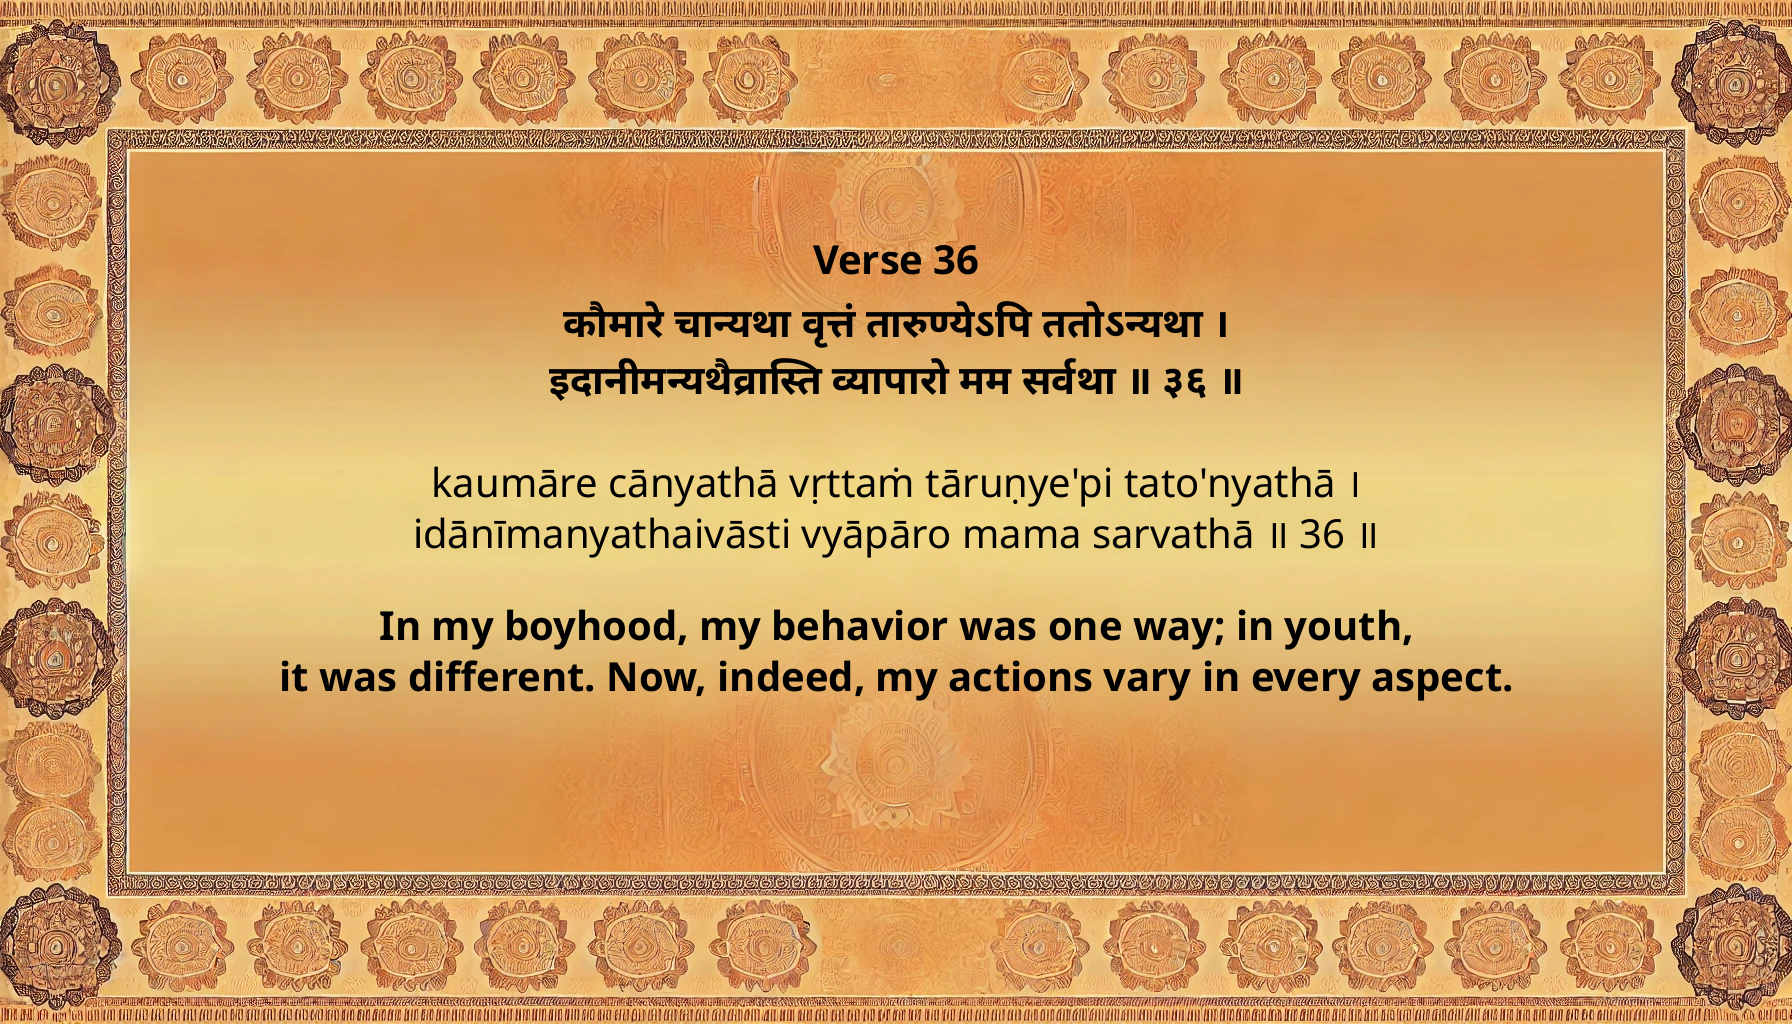 Verse 36
कौमारे चान्यथा वृत्तं तारुण्येऽपि ततोऽन्यथा ।
इदानीमन्यथैव्रास्ति व्यापारो मम सर्वथा ॥ ३६ ॥
kaumāre cānyathā vṛttaṁ tāruṇye'pi tato'nyathā ।
idānīmanyathaivāsti vyāpāro mama sarvathā ॥ 36 ॥
In my boyhood, my behavior was one way; in youth,
it was different. Now, indeed, my actions vary in every aspect.